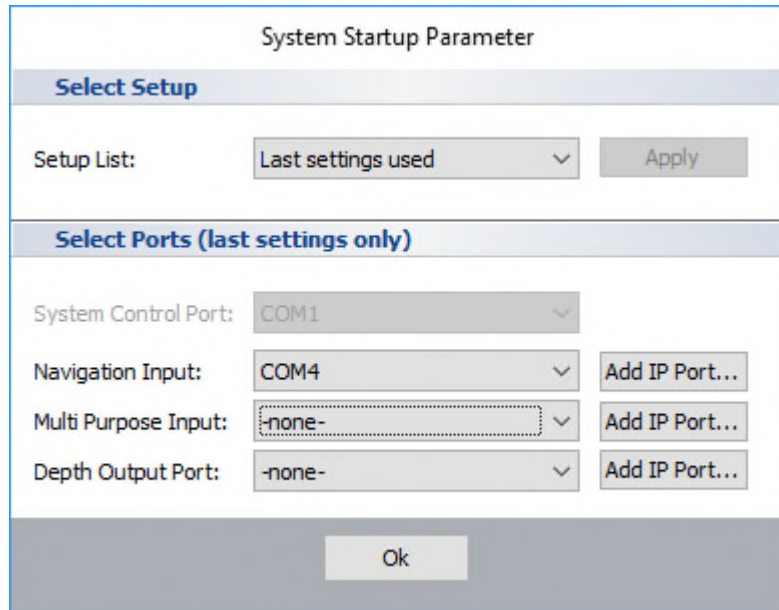 System Startup Parameter
Select Setup
Setup List: Last settings used Apply
Select Ports (last settings only)
System Control Port: COM1
Navigation Input: COM4 Add IP Port...
Multi Purpose Input: -none- Add IP Port...
Depth Output Port: -none- Add IP Port...
Ok